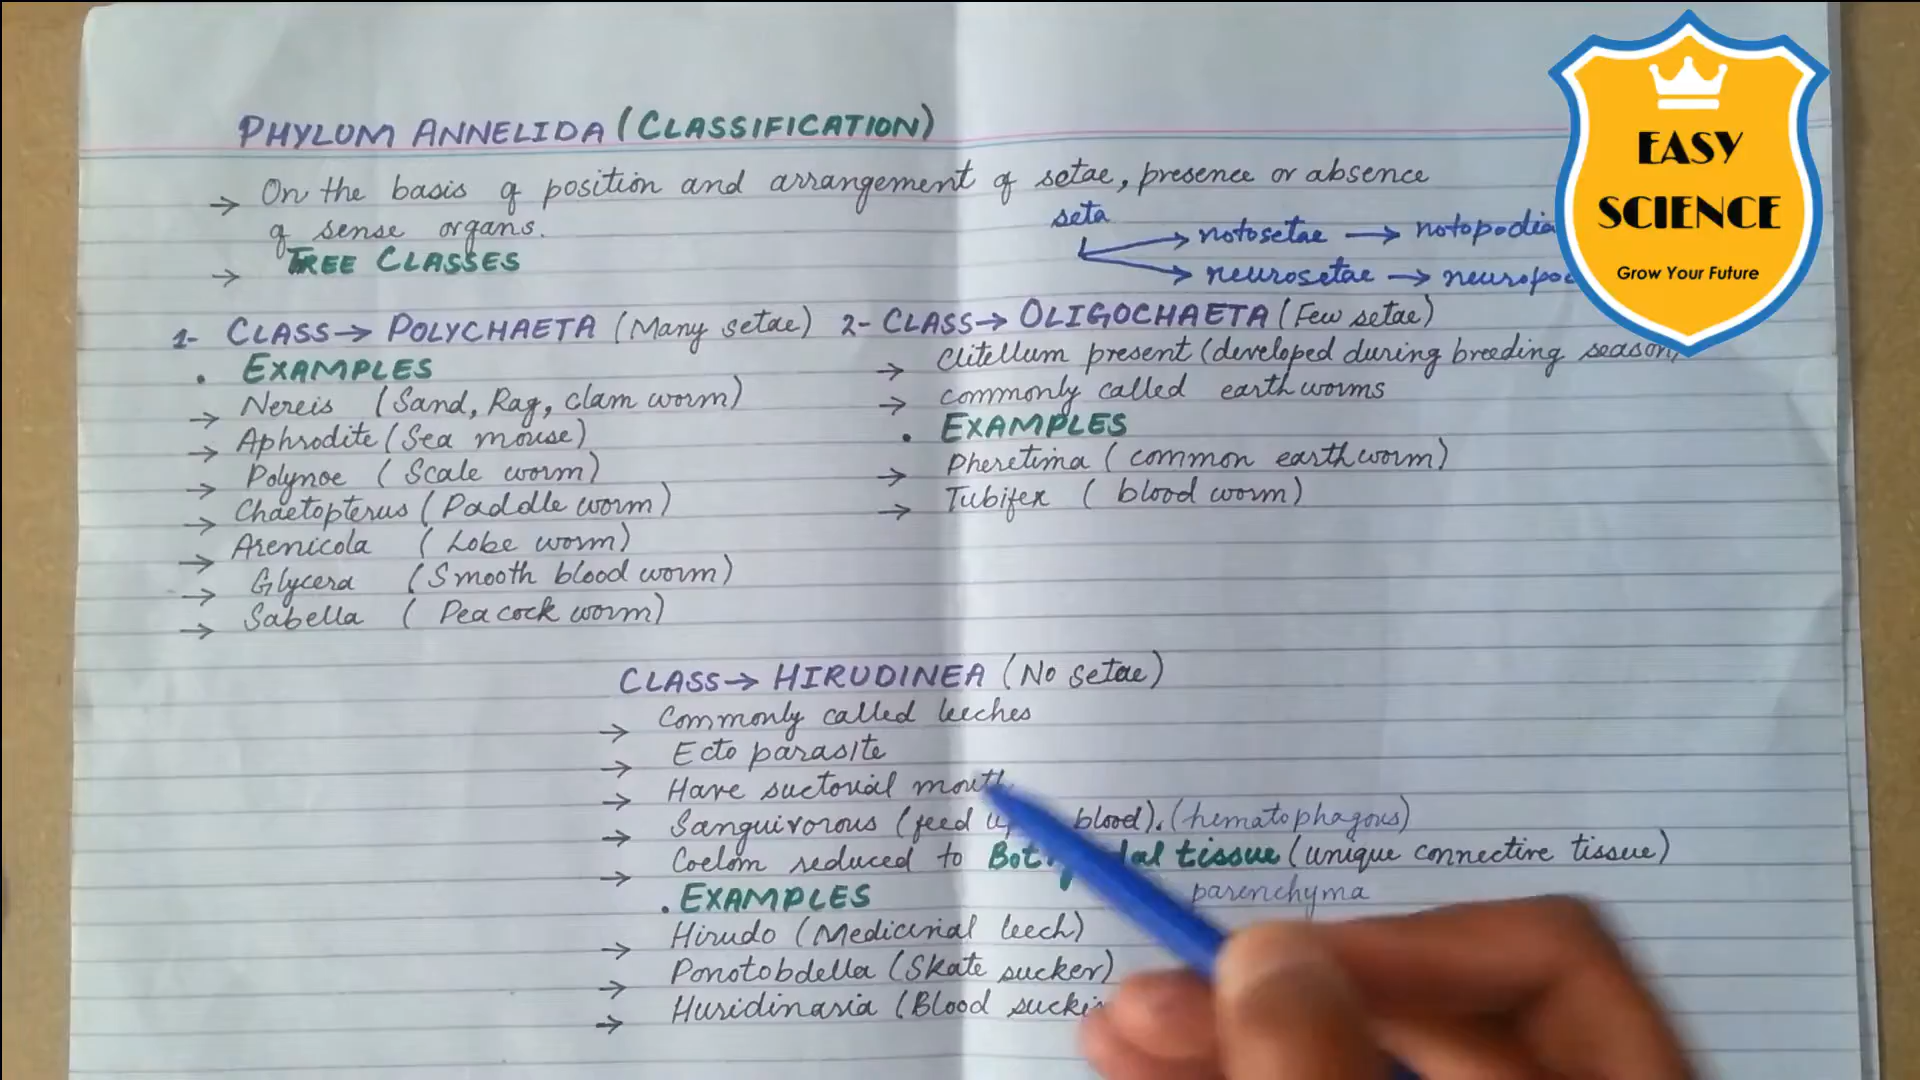 PHYLUM ANNELIDA (CLASSIFICATION)
→ On the basis of position and arrangement of setae, presence or absence
of sense organs.
seta
notosetae → notopodia
neurosetae →
→ TREE CLASSES
1- CLASS → POLYCHAETA (Many setae)
. EXAMPLES
→ Nereis (Sand, Rag, clam worm)
→ Aphrodite (Sea mouse)
→ Polynoe (Scale worm)
→ Chaetopterus (Paddle worm)
→ Arenicola (Lobe worm)
→ Glycera (Smooth blood worm)
→ Sabella (Peacock worm)
2- CLASS → OLIGOCHAETA (Few setae)
→ Clitellum present (developed during breeding season)
→ commonly called earthworms
. EXAMPLES
→ Pheretima (common earthworm)
→ Tubifex (blood worm)
CLASS → HIRUDINEA (No setae)
→ Commonly called leeches
→ Ecto parasite
→ Have suctorial mouth
→ Sanguivorous (feed blood). (hematophagous)
→ Coelom reduced to tissue (unique connective tissue)
parenchyma
. EXAMPLES
→ Hirudo (Medicinal leech)
→ Ponotobdella (Skate sucker)
→ Huridinaria (Blood
EASY
SCIENCE
Grow Your Future